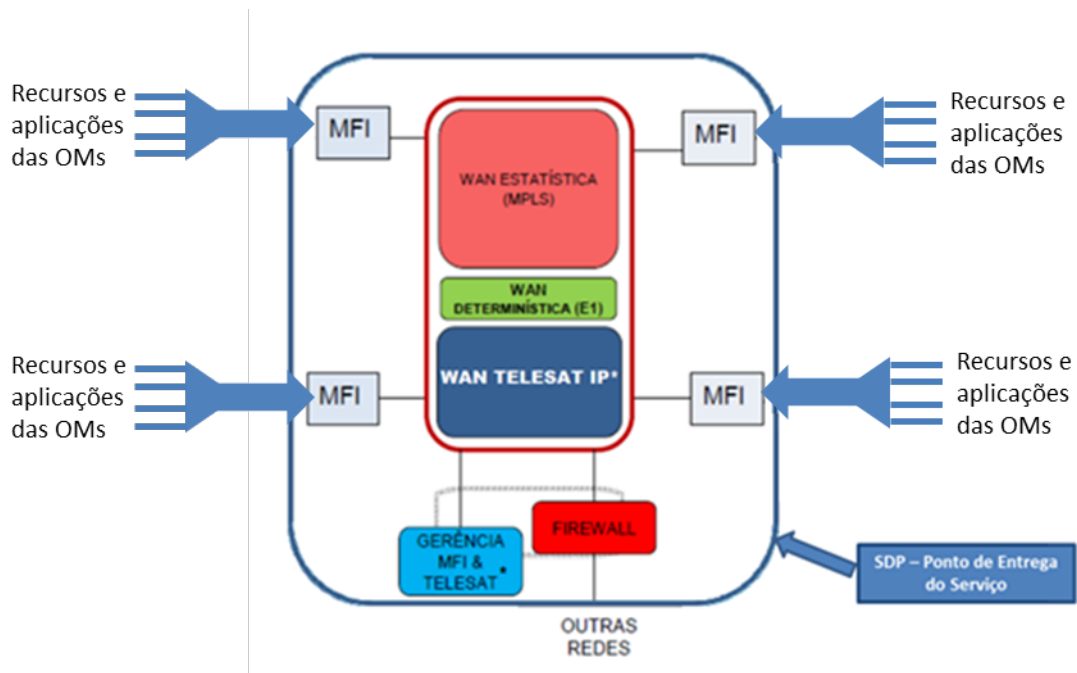 Recursos e
aplicações
das OMs
MFI
WAN ESTATÍSTICA
(MPLS)
MFI
Recursos e
aplicações
das OMs
WAN
DETERMINÍSTICA (E1)
Recursos e
aplicações
das OMs
MFI
WAN TELESAT IP*
MFI
Recursos e
aplicações
das OMs
FIREWALL
GERÊNCIA
MFI &
TELESAT *
SDP – Ponto de Entrega
do Serviço
OUTRAS
REDES